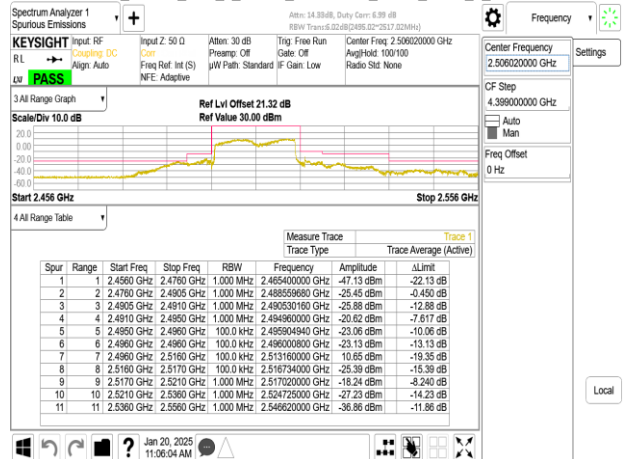 Spectrum Analyzer 1
Spurious Emissions
Attn: 14.33dB, Duty Corr: 6.99 dB
RBW Trans:6.02dB(2495.02~2517.02MHz)
Frequency
KEYSIGHT Input: RF Input Z: 50 Ω Atten: 30 dB Trig: Free Run Center Freq: 2.506020000 GHz
RL Coupling: DC Corr Preamp: Off Gate: Off Avg|Hold: 100/100
Align: Auto Freq Ref: Int (S) µW Path: Standard IF Gain: Low Radio Std: None
LXI PASS NFE: Adaptive
Center Frequency
2.506020000 GHz
Settings
CF Step
4.399000000 GHz
Auto
Man
Freq Offset
0 Hz
Local
3 All Range Graph
Ref Lvl Offset 21.32 dB
Scale/Div 10.0 dB Ref Value 30.00 dBm
20.0
0.00
-20.0
-40.0
-60.0
Start 2.456 GHz Stop 2.556 GHz
4 All Range Table
Measure Trace Trace 1
Trace Type Trace Average (Active)
Spur Range Start Freq Stop Freq RBW Frequency Amplitude ΔLimit
1 1 2.4560 GHz 2.4760 GHz 1.000 MHz 2.465400000 GHz -47.13 dBm -22.13 dB
2 2 2.4760 GHz 2.4905 GHz 1.000 MHz 2.488559680 GHz -25.45 dBm -0.450 dB
3 3 2.4905 GHz 2.4910 GHz 1.000 MHz 2.490530160 GHz -25.88 dBm -12.88 dB
4 4 2.4910 GHz 2.4950 GHz 1.000 MHz 2.494960000 GHz -20.62 dBm -7.617 dB
5 5 2.4950 GHz 2.4960 GHz 100.0 kHz 2.495904940 GHz -23.06 dBm -10.06 dB
6 6 2.4960 GHz 2.4960 GHz 100.0 kHz 2.496000800 GHz -23.13 dBm -13.13 dB
7 7 2.4960 GHz 2.5160 GHz 100.0 kHz 2.513160000 GHz 10.65 dBm -19.35 dB
8 8 2.5160 GHz 2.5170 GHz 100.0 kHz 2.516734000 GHz -25.39 dBm -15.39 dB
9 9 2.5170 GHz 2.5210 GHz 1.000 MHz 2.517020000 GHz -18.24 dBm -8.240 dB
10 10 2.5210 GHz 2.5360 GHz 1.000 MHz 2.524725000 GHz -27.23 dBm -14.23 dB
11 11 2.5360 GHz 2.5560 GHz 1.000 MHz 2.546620000 GHz -36.86 dBm -11.86 dB
Jan 20, 2025
11:06:04 AM